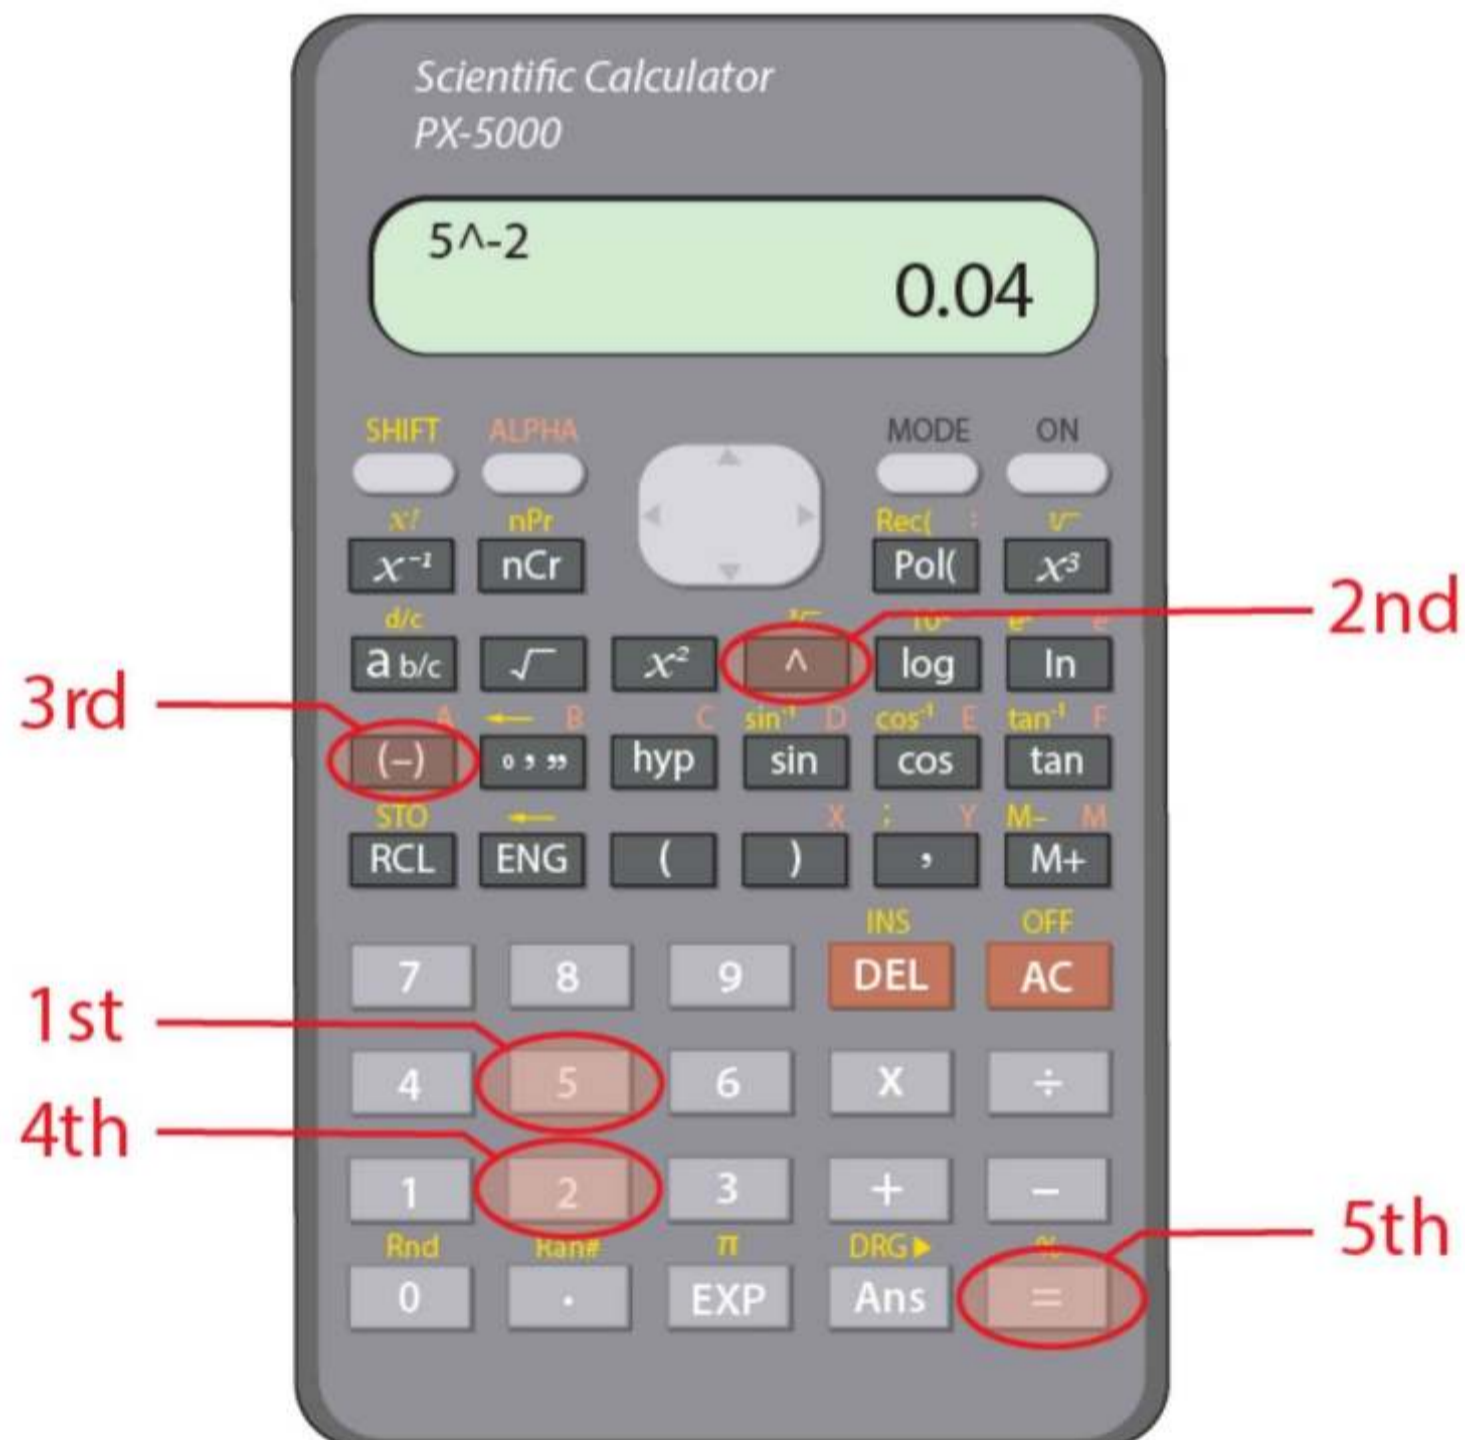 Scientific Calculator
PX-5000
5^-2
0.04
SHIFT ALPHA MODE ON
x! nPr Rec( :
x⁻¹ nCr Pol( x³
2nd
d/c
a b/c √ x² ^ log ln
3rd
A ← B C sin⁻¹ D cos⁻¹ E tan⁻¹ F
(–) ° ’ ” hyp sin cos tan
STO ← X ; Y M– M
RCL ENG ( ) , M+
INS OFF
7 8 9 DEL AC
1st
4 5 6 X ÷
4th
1 2 3 + –
5th
Rnd Ran# π DRG▶ %
0 . EXP Ans =